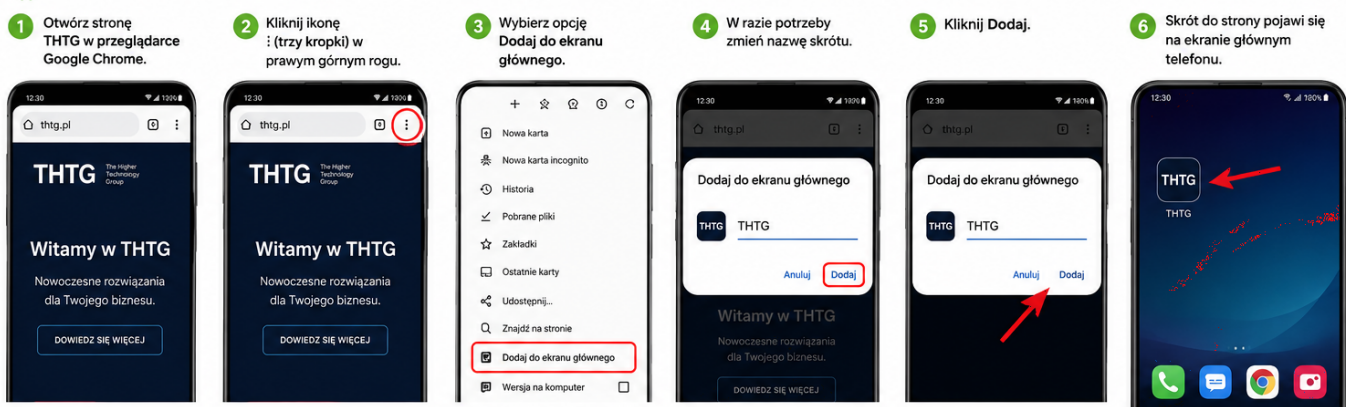 1
Otwórz stronę
THTG w przeglądarce
Google Chrome.
12:30
thtg.pl
THTG The Higher
Technology
Group
Witamy w THTG
Nowoczesne rozwiązania
dla Twojego biznesu.
DOWIEDZ SIĘ WIĘCEJ
2
Kliknij ikonę
⋮ (trzy kropki) w
prawym górnym rogu.
12:30
thtg.pl
THTG The Higher
Technology
Group
Witamy w THTG
Nowoczesne rozwiązania
dla Twojego biznesu.
DOWIEDZ SIĘ WIĘCEJ
3
Wybierz opcję
Dodaj do ekranu
głównego.
Nowa karta
Nowa karta incognito
Historia
Pobrane pliki
Zakładki
Ostatnie karty
Udostępnij...
Znajdź na stronie
Dodaj do ekranu głównego
Wersja na komputer
4
W razie potrzeby
zmień nazwę skrótu.
12:30
thtg.pl
Dodaj do ekranu głównego
THTG THTG
Anuluj Dodaj
Witamy w THTG
Nowoczesne rozwiązania
dla Twojego biznesu.
DOWIEDZ SIĘ WIĘCEJ
5
Kliknij Dodaj.
12:30
thtg.pl
Dodaj do ekranu głównego
THTG THTG
Anuluj Dodaj
6
Skrót do strony pojawi się
na ekranie głównym
telefonu.
12:30
THTG
THTG